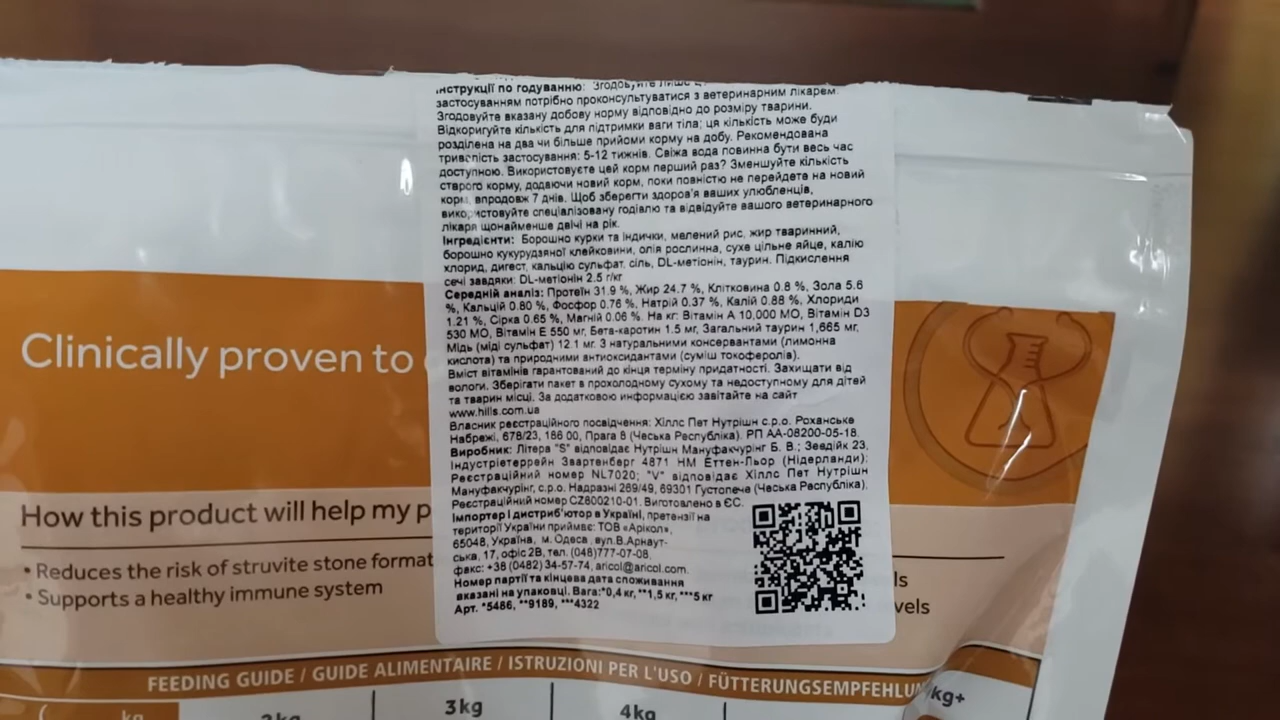 Інструкції по годуванню: Згодовуйте лише
застосуванням потрібно проконсультуватися з ветеринарним лікарем.
Згодовуйте вказану добову норму відповідно до розміру тварини.
Відкоригуйте кількість для підтримки ваги тіла; ця кількість може бути
розділена на два чи більше прийоми корму на добу. Рекомендована
тривалість застосування: 5-12 тижнів. Свіжа вода повинна бути весь час
доступною. Використовуєте цей корм перший раз? Зменшуйте кількість
старого корму, додаючи новий корм, поки повністю не перейдете на новий
корм, впродовж 7 днів. Щоб зберегти здоров'я ваших улюбленців,
використовуйте спеціалізовану годівлю та відвідуйте вашого ветеринарного
лікаря щонайменше двічі на рік.
Інгредієнти: Борошно курки та індички, мелений рис, жир тваринний,
борошно кукурудзяної клейковини, олія рослинна, сухе цільне яйце, калію
хлорид, дигест, кальцію сульфат, сіль, DL-метіонін, таурин. Підкислення
сечі завдяки: DL-метіонін 2.5 г/кг
Середній аналіз: Протеїн 31.9 %, Жир 24.7 %, Клітковина 0.8 %, Зола 5.6
%, Кальцій 0.80 %, Фосфор 0.76 %, Натрій 0.37 %, Калій 0.88 %, Хлориди
1.21 %, Сірка 0.65 %, Магній 0.06 %. На кг: Вітамін А 10,000 МО, Вітамін D3
530 МО, Вітамін Е 550 мг, Бета-каротин 1.5 мг, Загальний таурин 1,665 мг,
Мідь (міді сульфат) 12.1 мг. З натуральними консервантами (лимонна
кислота) та природними антиоксидантами (суміш токоферолів).
Вміст вітамінів гарантований до кінця терміну придатності. Захищати від
вологи. Зберігати пакет в прохолодному сухому та недоступному для дітей
та тварин місці. За додатковою информацією завітайте на сайт
www.hills.com.ua
Власник реєстраційного посвідчення: Хіллс Пет Нутрішн с.р.о. Роханське
Набрежі, 678/23, 186 00, Прага 8 (Чеська Республіка). РП АА-08200-05-18.
Виробник: Літера "S" відповідає Нутрішн Мануфакчурінг Б. В.; Зевдійк 23,
Індустрієтеррейн Звартенберг 4871 НМ Еттен-Льор (Нідерланди);
Реєстраційний номер NL7020; "V" відповідає Хіллс Пет Нутрішн
Мануфакчурінг, с.р.о. Надразні 269/49, 69301 Густопече (Чеська Республіка).
Реєстраційний номер CZ800210-01. Виготовлено в ЄС.
Імпортер і дистриб'ютор в Україні, претензії на
території України приймає: ТОВ «Арікол»,
65048, Україна, м. Одеса, вул.В.Арнаут-
ська, 17, офіс 2В, тел. (048)777-07-08,
факс: +38 (0482) 34-57-74, aricol@aricol.com.
Номер партії та кінцева дата споживання
вказані на упаковці. Вага:*0,4 кг, **1,5 кг, ***5 кг
Арт. *5486, **9189, ***4322
Clinically proven to
How this product will help my p
• Reduces the risk of struvite stone format
• Supports a healthy immune system
ls
vels
FEEDING GUIDE / GUIDE ALIMENTAIRE / ISTRUZIONI PER L'USO / FÜTTERUNGSEMPFEHLU
kg 2kg 3kg 4kg kg+